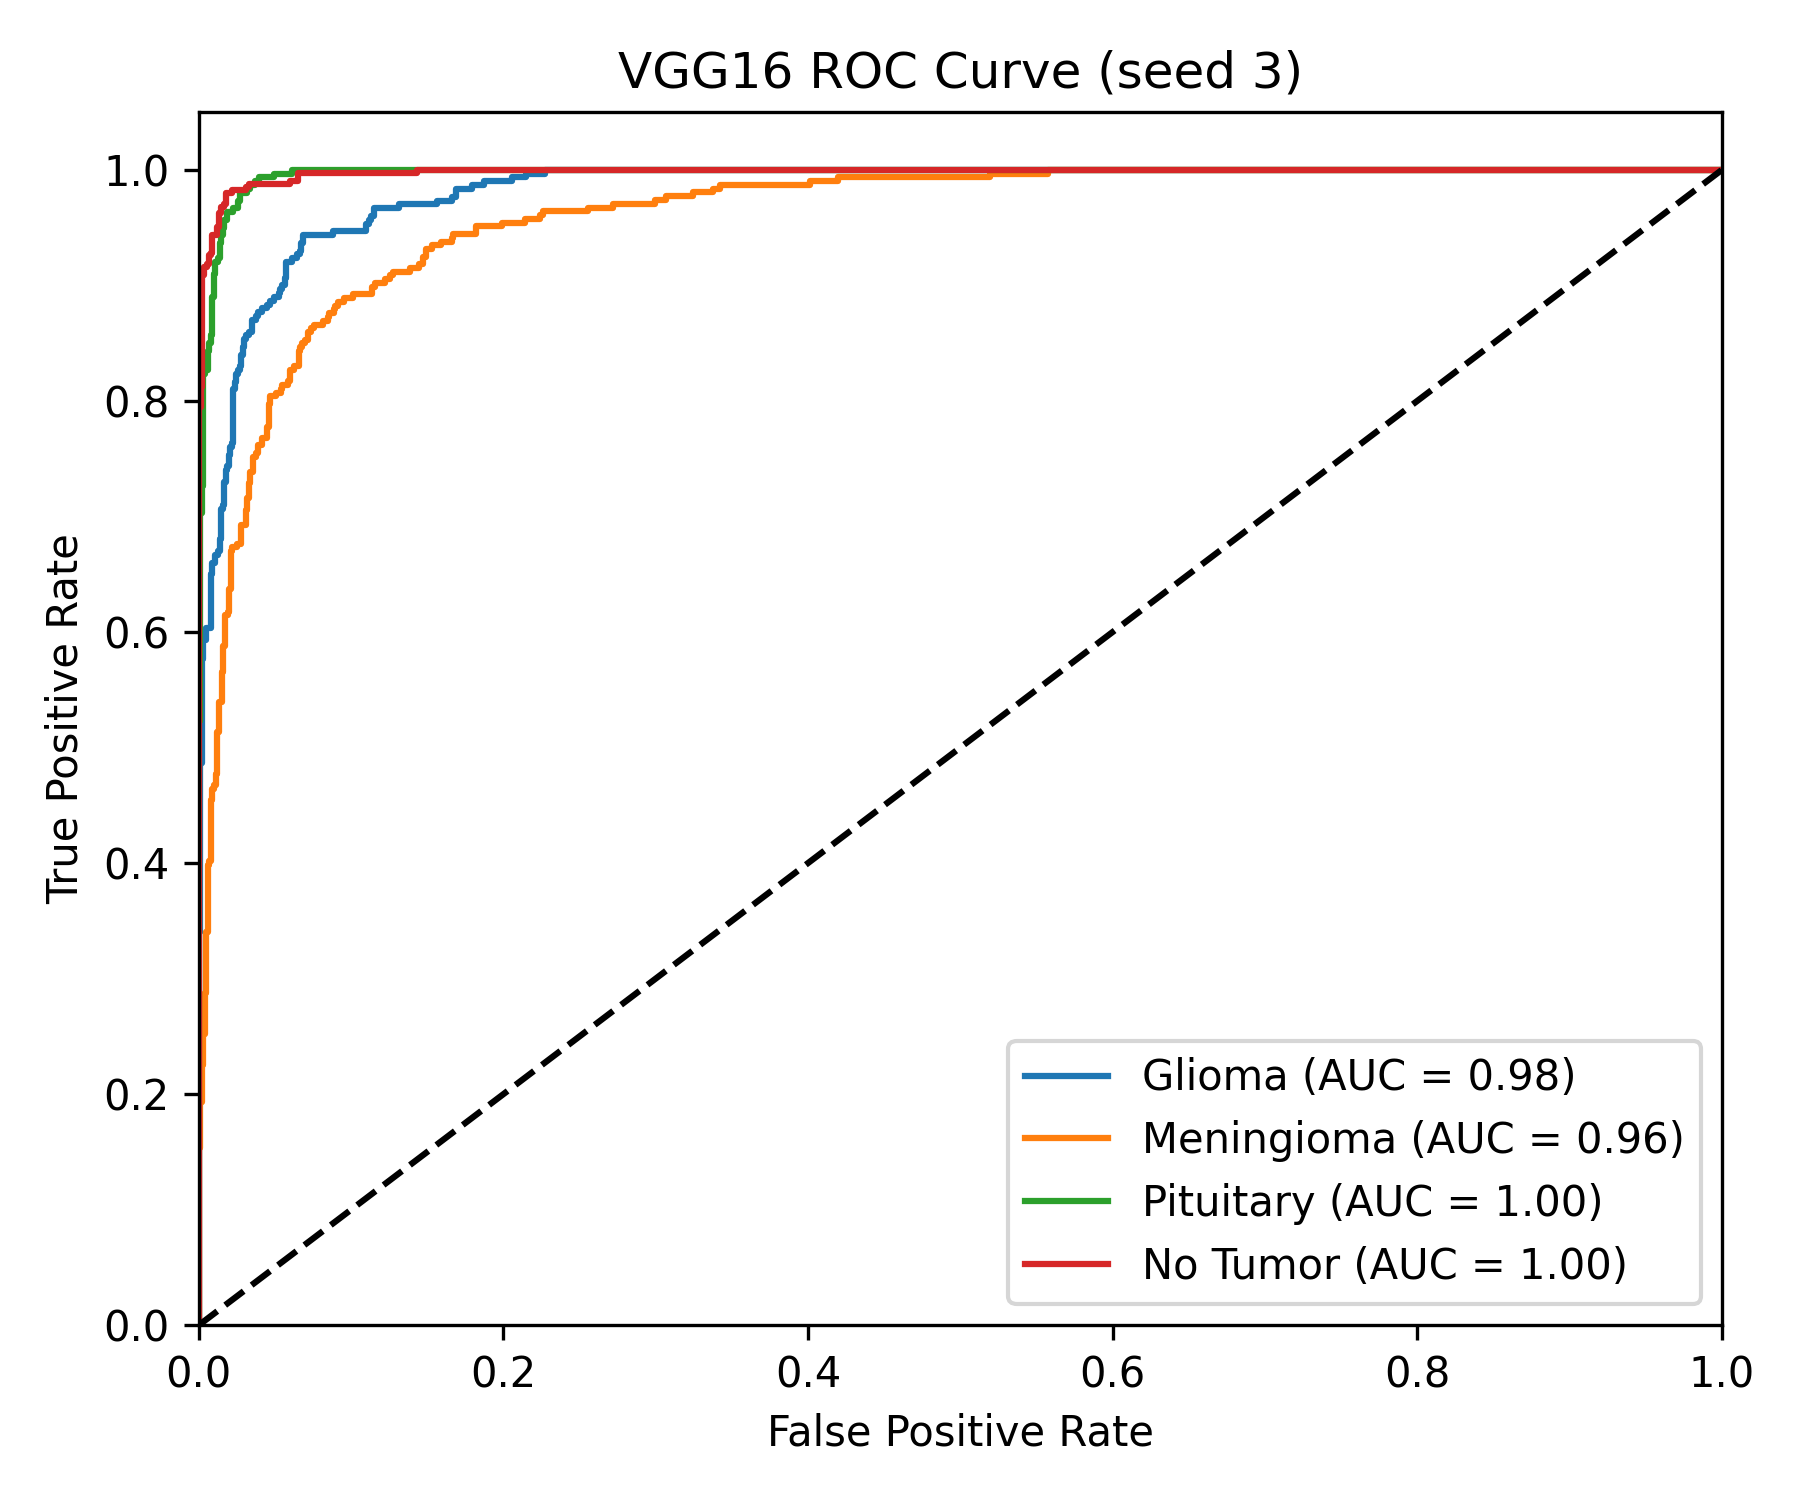 VGG16 ROC Curve (seed 3)
1.0
0.8
0.6
0.4
0.2
0.0
True Positive Rate
0.0 0.2 0.4 0.6 0.8 1.0
False Positive Rate
Glioma (AUC = 0.98)
Meningioma (AUC = 0.96)
Pituitary (AUC = 1.00)
No Tumor (AUC = 1.00)